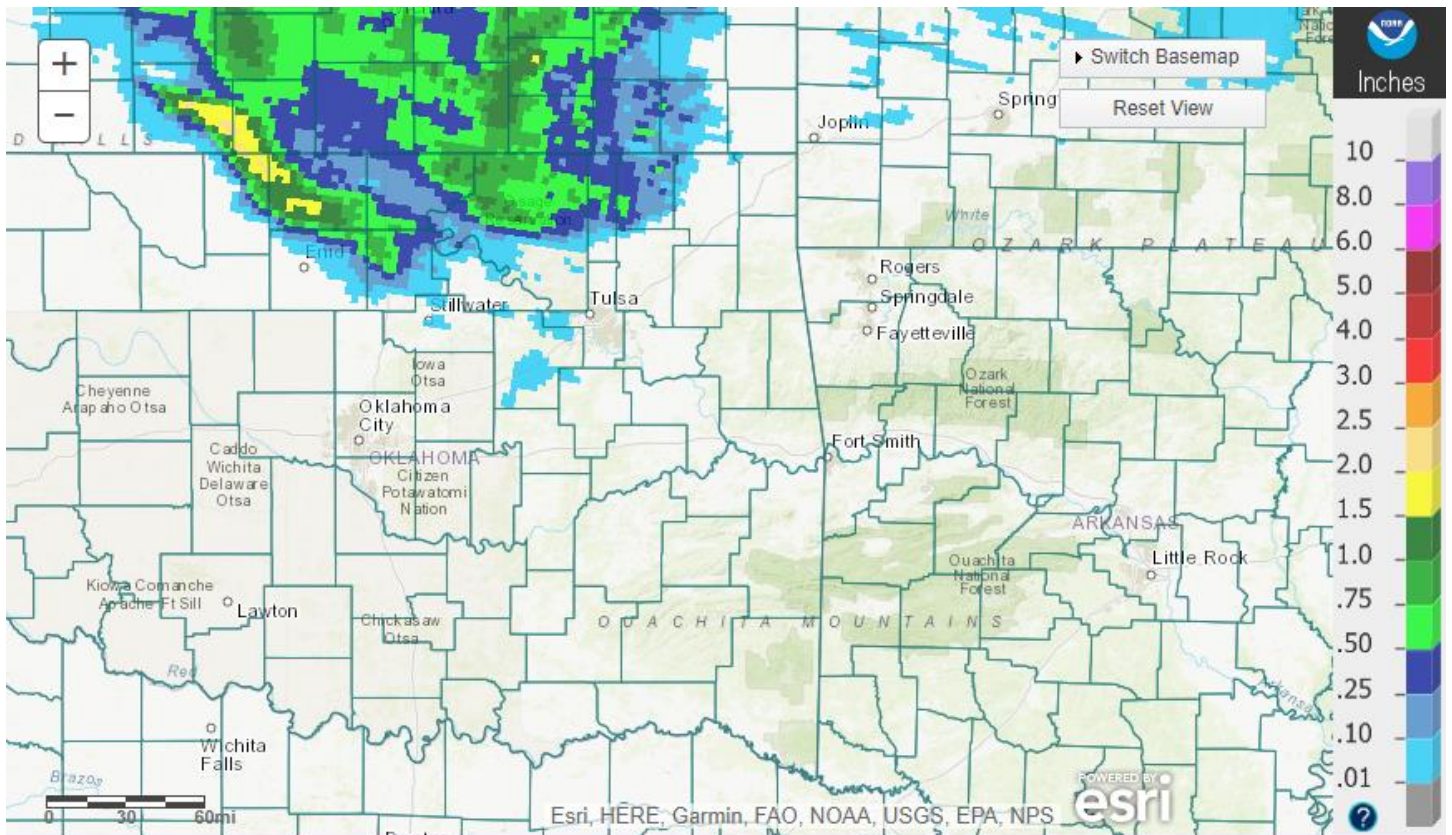 +
−
Switch Basemap
Reset View
NOAA
Inches
10
8.0
6.0
5.0
4.0
3.0
2.5
2.0
1.5
1.0
.75
.50
.25
.10
.01
?
Joplin
White
OZARK PLATEAU
Enid
Rogers
Springdale
Fayetteville
Stillwater
Tulsa
Iowa
Otsa
Cheyenne
Arapaho Otsa
Oklahoma
City
OKLAHOMA
Citizen
Potawatomi
Nation
Caddo
Wichita
Delaware
Otsa
Ozark
National
Forest
Fort Smith
ARKANSAS
Little Rock
Ouachita
National
Forest
Kiowa Comanche
Apache Ft Sill
Lawton
Chickasaw
Otsa
OUACHITA MOUNTAINS
Red
Wichita
Falls
Brazos
0 30 60mi
Esri, HERE, Garmin, FAO, NOAA, USGS, EPA, NPS
POWERED BY
esri